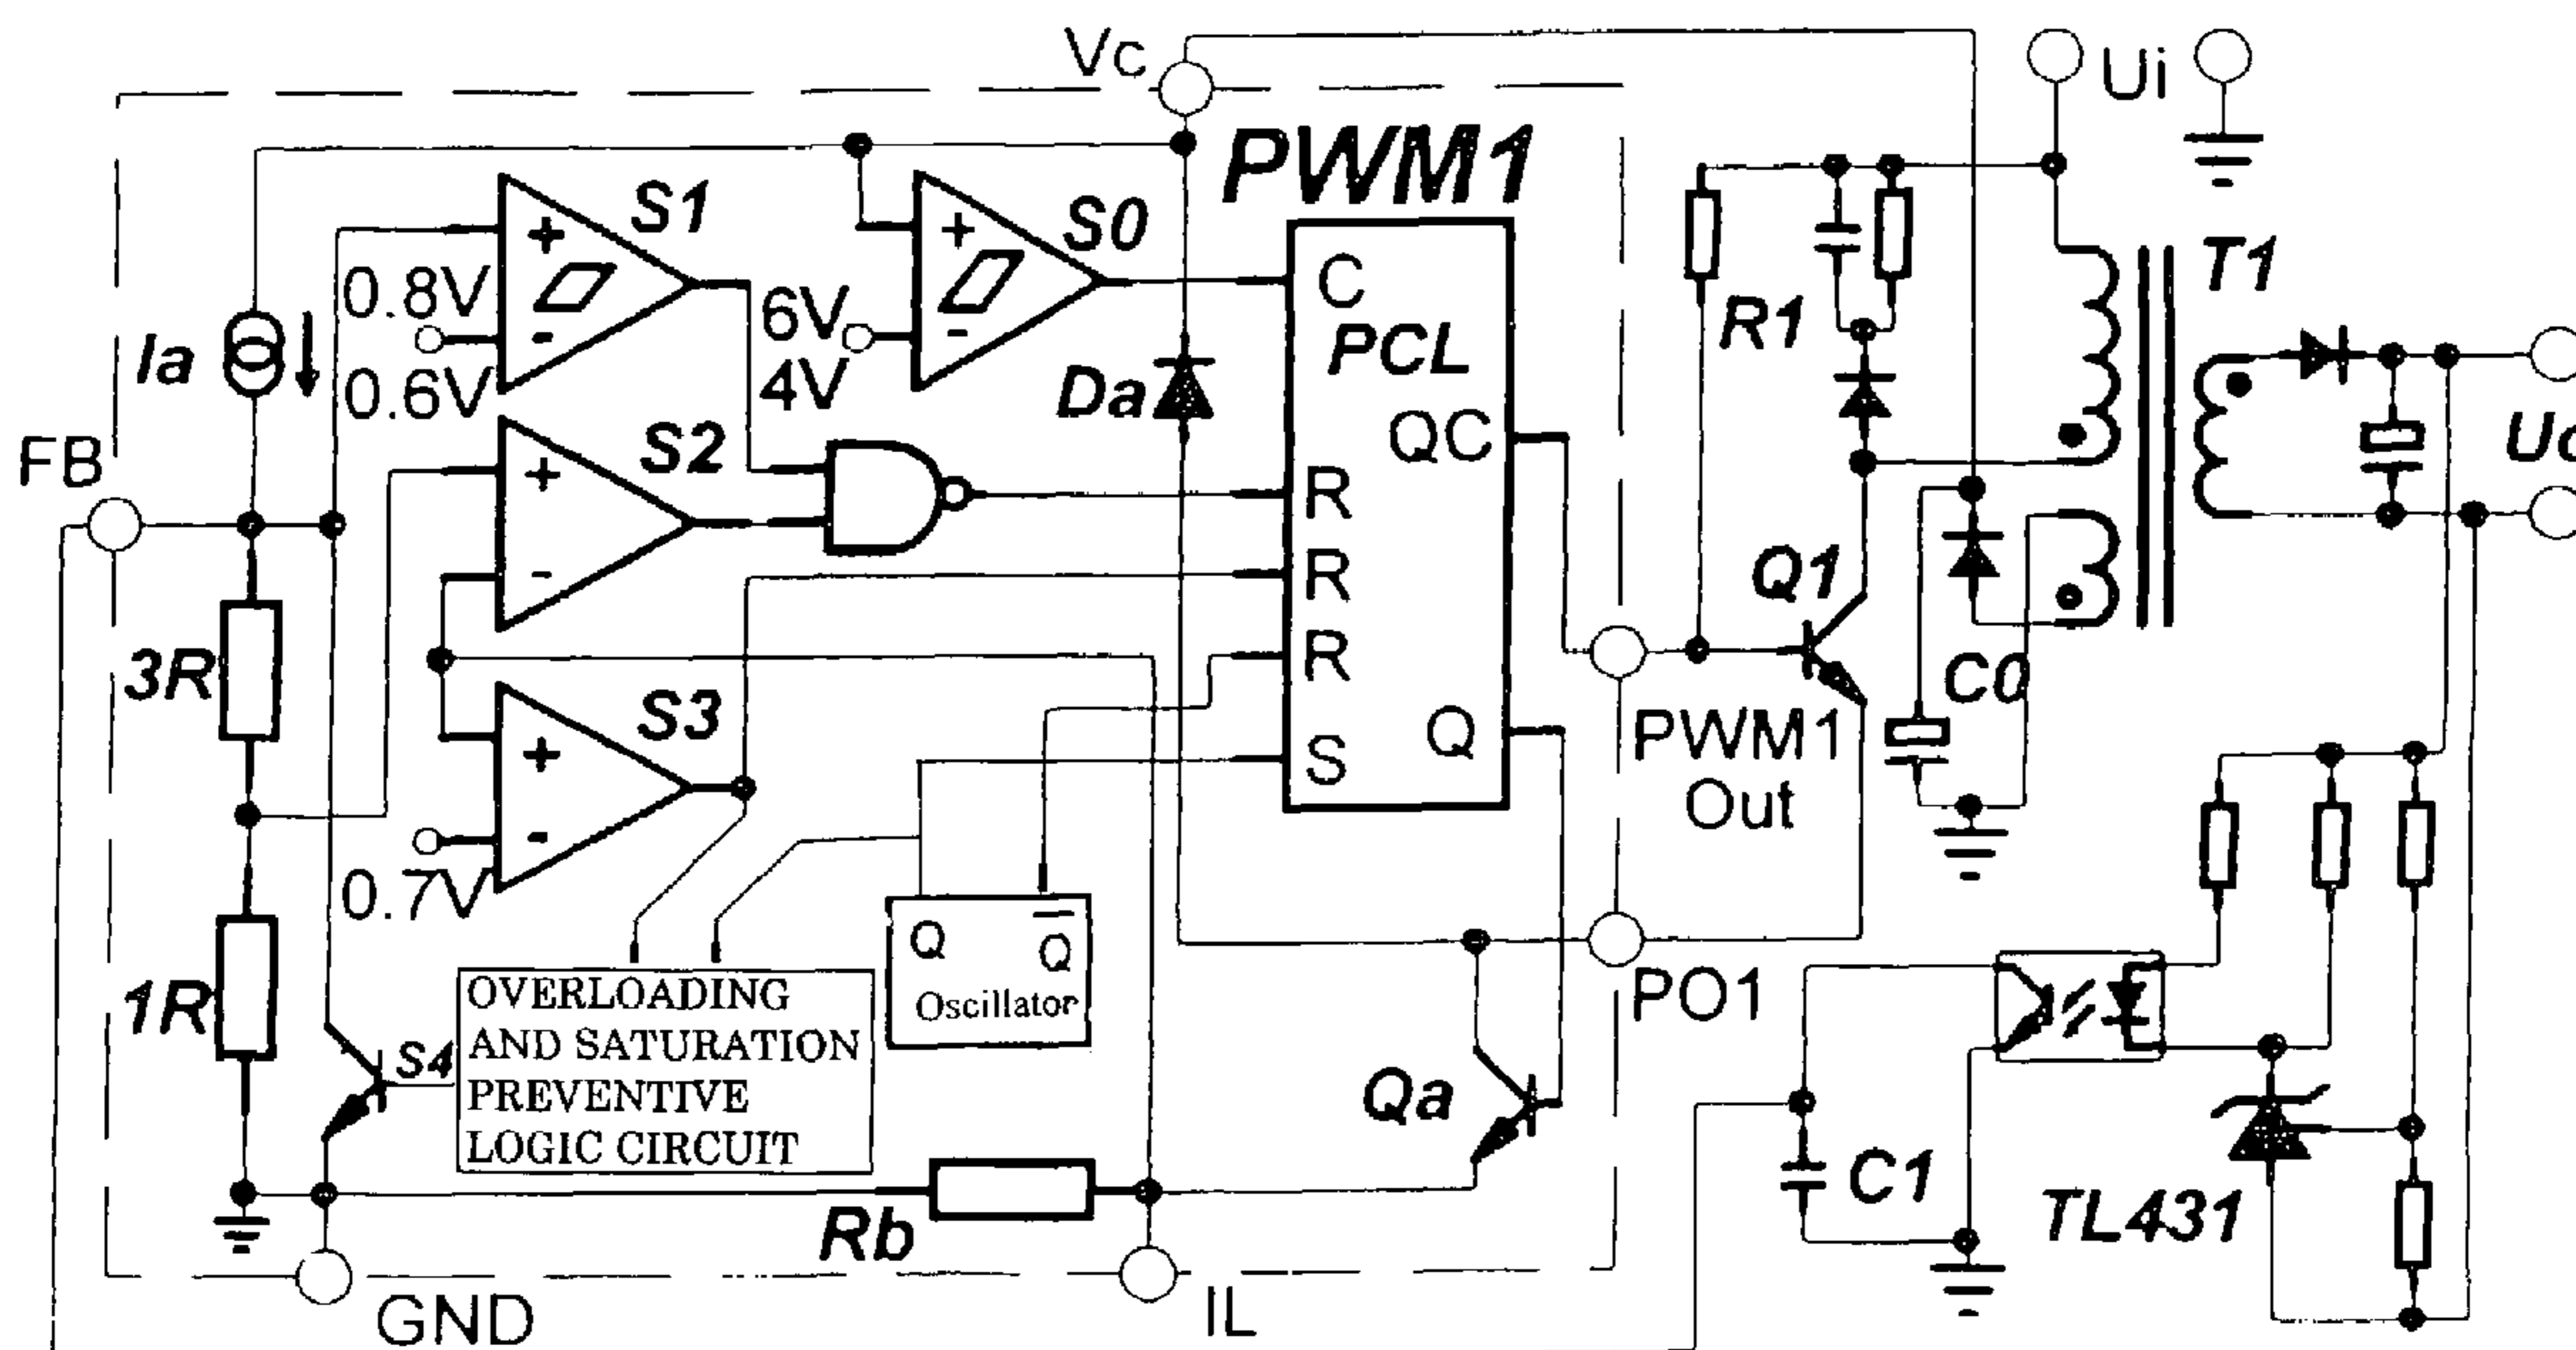 Vc
Ui
PWM1
S1
S0
+
+
T1
0.8V
6V
C
R1
PCL
Ia
-
-
0.6V
4V
Da
QC
FB
S2
+
R
Q1
-
R
3R
S3
R
C0
+
Q
PWM1
Out
S
-
0.7V
Q
Q
Oscillator
PO1
1R
S4
OVERLOADING
AND SATURATION
PREVENTIVE
LOGIC CIRCUIT
Qa
C1
TL431
Rb
GND
IL